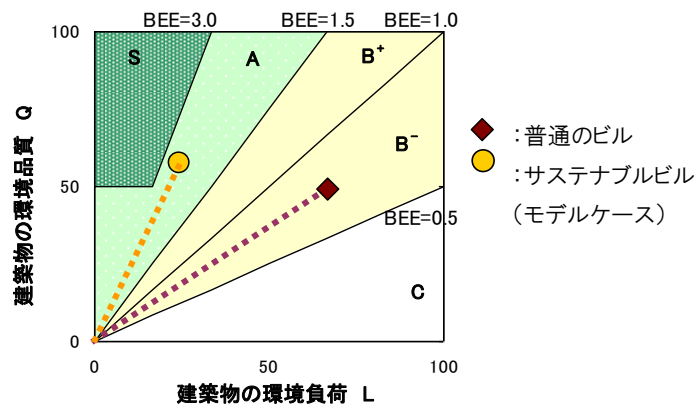 BEE=3.0
BEE=1.5
BEE=1.0
100
S
A
B+
B-
建築物の環境品質 Q
50
BEE=0.5
C
0
0
50
100
建築物の環境負荷 L
:普通のビル
:サステナブルビル
(モデルケース)